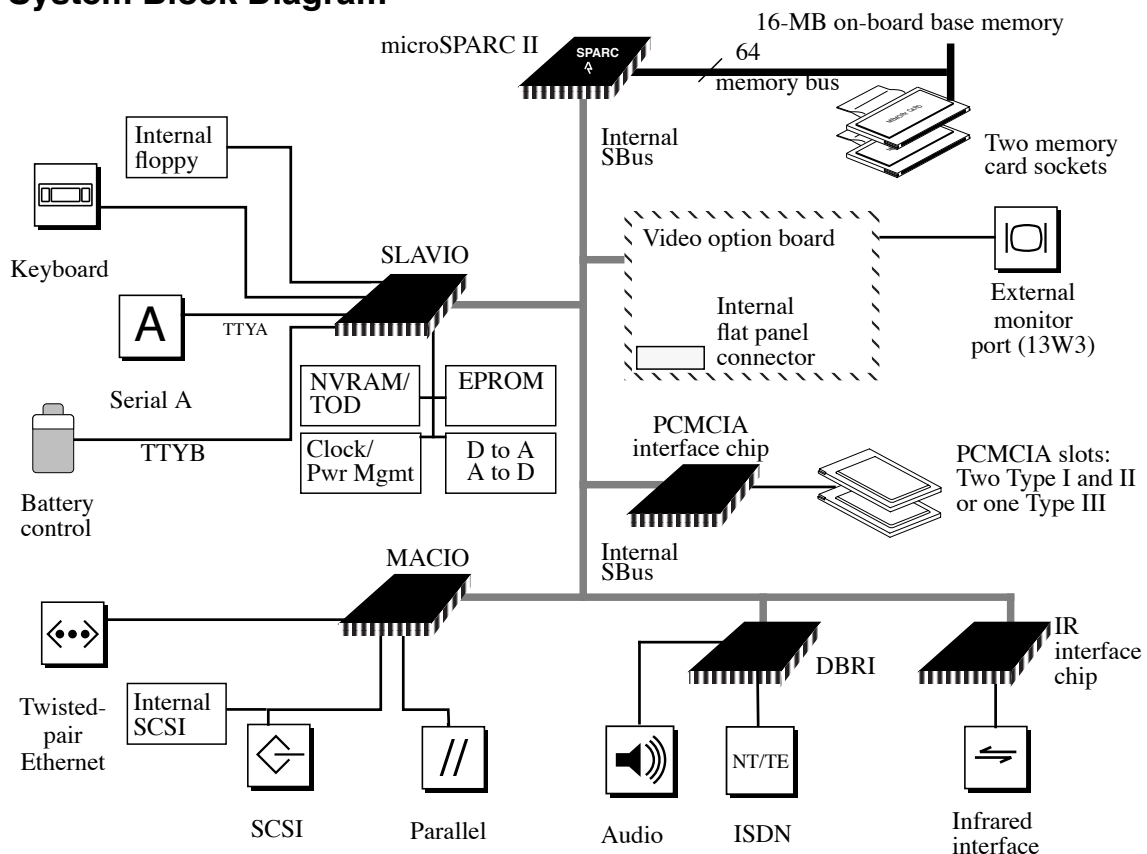 System Block Diagram
16-MB on-board base memory
microSPARC II
SPARC
64
memory bus
MEMORY CARD
Internal
SBus
Two memory
card sockets
Internal
floppy
Keyboard
SLAVIO
Video option board
Internal
flat panel
connector
External
monitor
port (13W3)
A
TTYA
Serial A
NVRAM/
TOD
EPROM
Clock/
Pwr Mgmt
D to A
A to D
TTYB
Battery
control
PCMCIA
interface chip
PCMCIA slots:
Two Type I and II
or one Type III
Internal
SBus
MACIO
DBRI
IR
interface
chip
Twisted-
pair
Ethernet
Internal
SCSI
//
NT/TE
SCSI
Parallel
Audio
ISDN
Infrared
interface